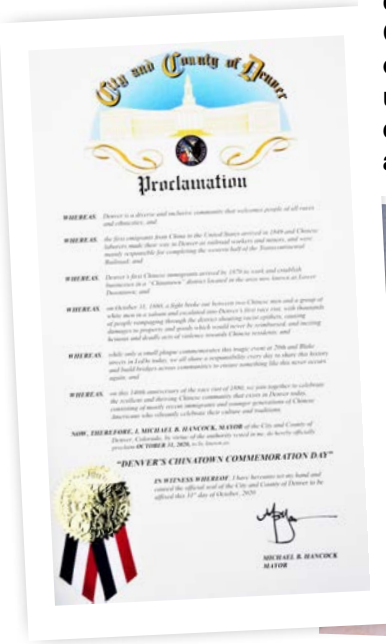 City and County of Denver
Proclamation
WHEREAS, Denver is a diverse and inclusive community that welcomes people of all races
and ethnicities; and
WHEREAS, the first emigrants from China to the United States arrived in 1849 and Chinese
laborers made their way to Denver as railroad workers and miners, and were
mainly responsible for completing the western half of the Transcontinental
Railroad; and
WHEREAS, Denver's first Chinese immigrants arrived by 1870 to work and establish
businesses in a "Chinatown" district located in the area now known as Lower
Downtown; and
WHEREAS, on October 31, 1880, a fight broke out between two Chinese men and a group of
white men in a saloon and escalated into Denver's first race riot, with thousands
of people rampaging through the district shouting racist epithets, causing
damages to property and goods which would never be reimbursed, and inciting
heinous and deadly acts of violence towards Chinese residents; and
WHEREAS, while only a small plaque commemorates this tragic event at 20th and Blake
streets in LoDo today, we all share a responsibility every day to share this history
and build bridges across communities to ensure something like this never occurs
again; and
WHEREAS, on this 140th anniversary of the race riot of 1880, we join together to celebrate
the resilient and thriving Chinese community that exists in Denver today,
consisting of mostly recent immigrants and younger generations of Chinese
Americans who vibrantly celebrate their culture and traditions.
NOW, THEREFORE, I, MICHAEL B. HANCOCK, MAYOR of the City and County of
Denver, Colorado, by virtue of the authority vested in me, do hereby officially
proclaim OCTOBER 31, 2020, to be known as:
"DENVER'S CHINATOWN COMMEMORATION DAY"
IN WITNESS WHEREOF, I have hereunto set my hand and
caused the official seal of the City and County of Denver to be
affixed this 31st day of October, 2020
MICHAEL B. HANCOCK
MAYOR